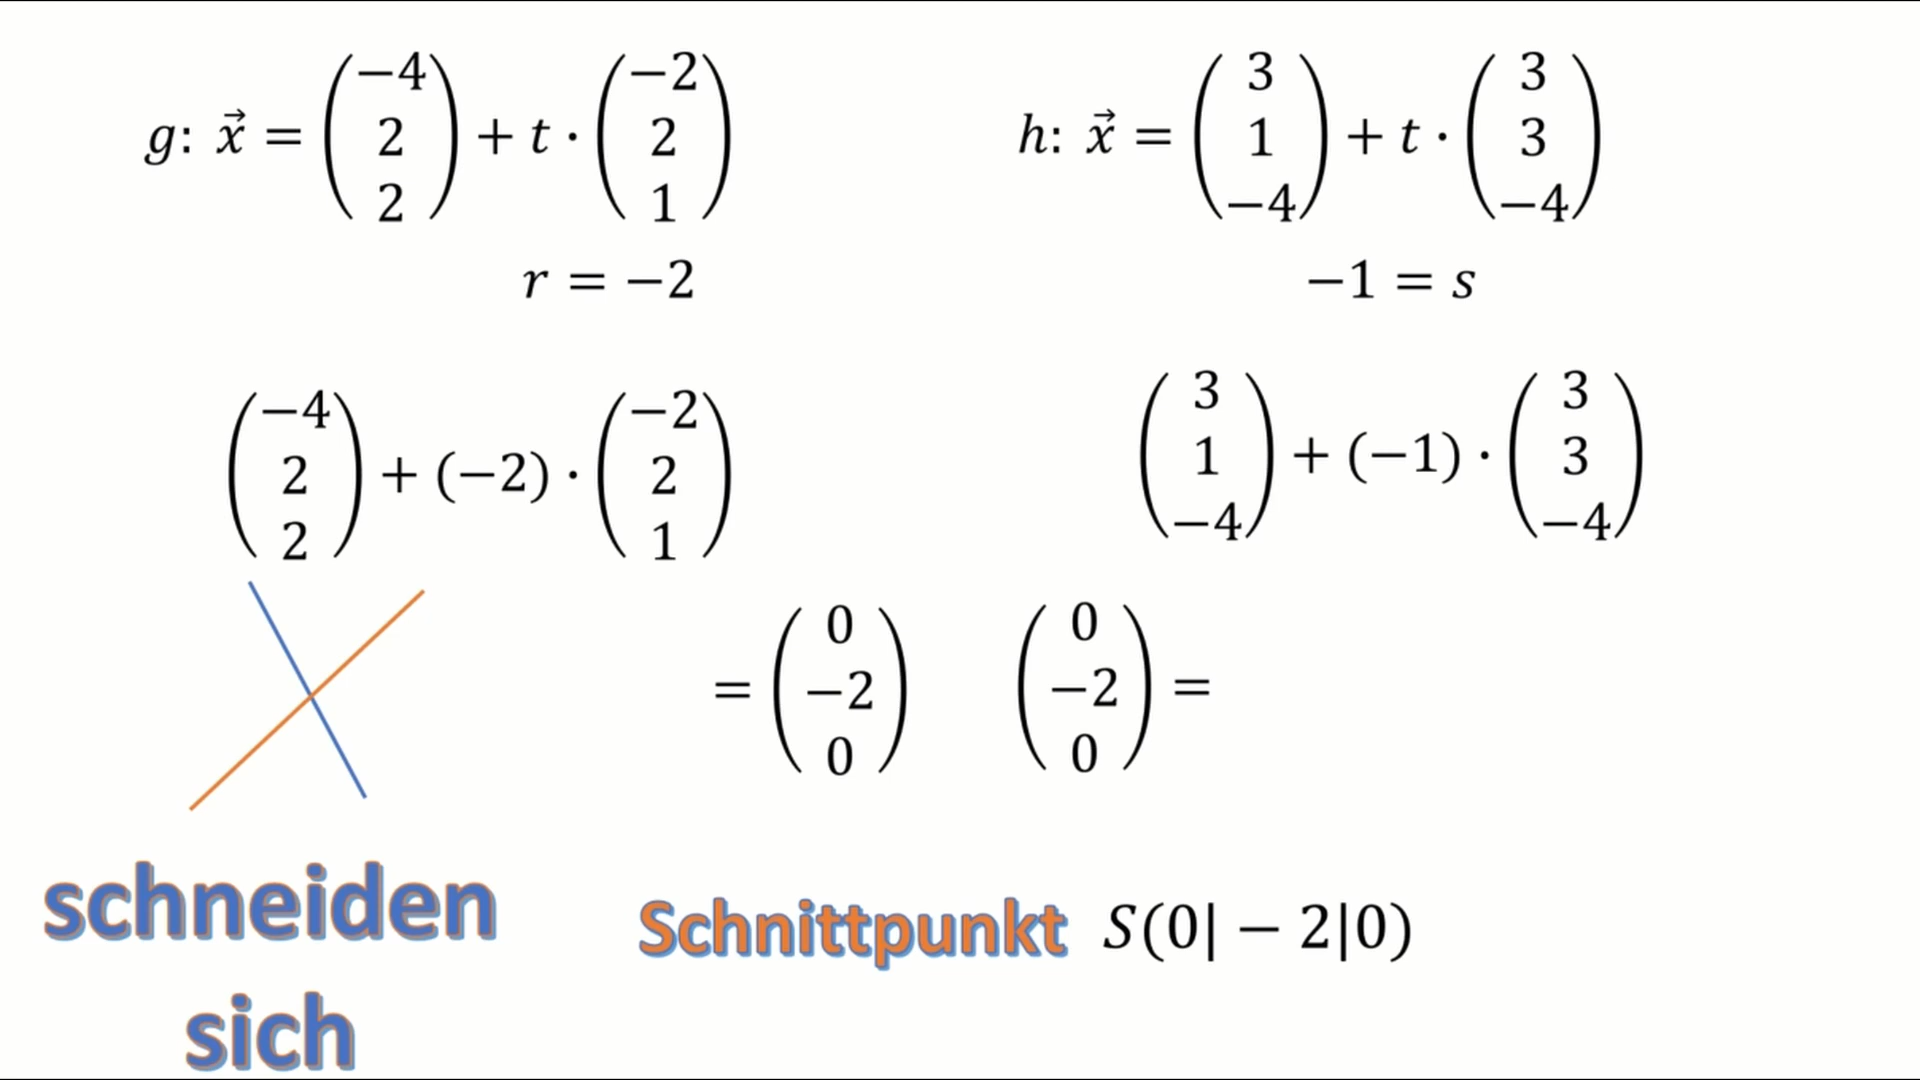 g: x⃗ = (−4 2 2) + t · (−2 2 1)
h: x⃗ = (3 1 −4) + t · (3 3 −4)
r = −2
−1 = s
(−4 2 2) + (−2) · (−2 2 1)
(3 1 −4) + (−1) · (3 3 −4)
= (0 −2 0)
(0 −2 0) =
schneiden
sich
Schnittpunkt S(0| − 2|0)